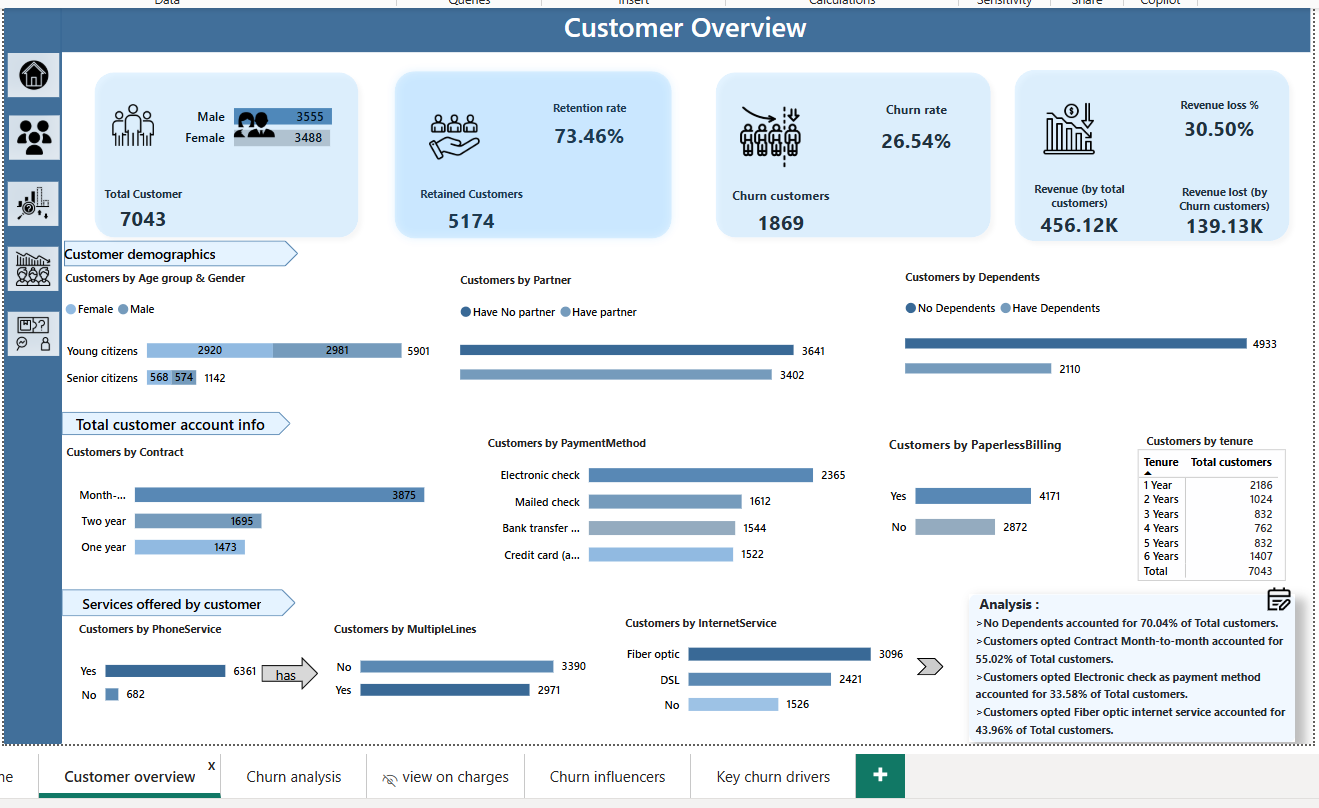 Data Queries Insert Calculations Sensitivity Share Copilot
Customer Overview
Male 3555
Female 3488
Total Customer
7043
Retention rate
73.46%
Retained Customers
5174
Churn rate
26.54%
Churn customers
1869
Revenue loss %
30.50%
Revenue (by total
customers)
456.12K
Revenue lost (by
Churn customers)
139.13K
Customer demographics
Customers by Age group & Gender
Female Male
Young citizens 2920 2981 5901
Senior citizens 568 574 1142
Customers by Partner
Have No partner Have partner
3641
3402
Customers by Dependents
No Dependents Have Dependents
4933
2110
Total customer account info
Customers by Contract
Month-... 3875
Two year 1695
One year 1473
Customers by PaymentMethod
Electronic check 2365
Mailed check 1612
Bank transfer ... 1544
Credit card (a... 1522
Customers by PaperlessBilling
Yes 4171
No 2872
Customers by tenure
Tenure Total customers
1 Year 2186
2 Years 1024
3 Years 832
4 Years 762
5 Years 832
6 Years 1407
Total 7043
Services offered by customer
Customers by PhoneService
Yes 6361
No 682
has
Customers by MultipleLines
No 3390
Yes 2971
Customers by InternetService
Fiber optic 3096
DSL 2421
No 1526
Analysis :
>No Dependents accounted for 70.04% of Total customers.
>Customers opted Contract Month-to-month accounted for
55.02% of Total customers.
>Customers opted Electronic check as payment method
accounted for 33.58% of Total customers.
>Customers opted Fiber optic internet service accounted for
43.96% of Total customers.
Customer overview X Churn analysis view on charges Churn influencers Key churn drivers +